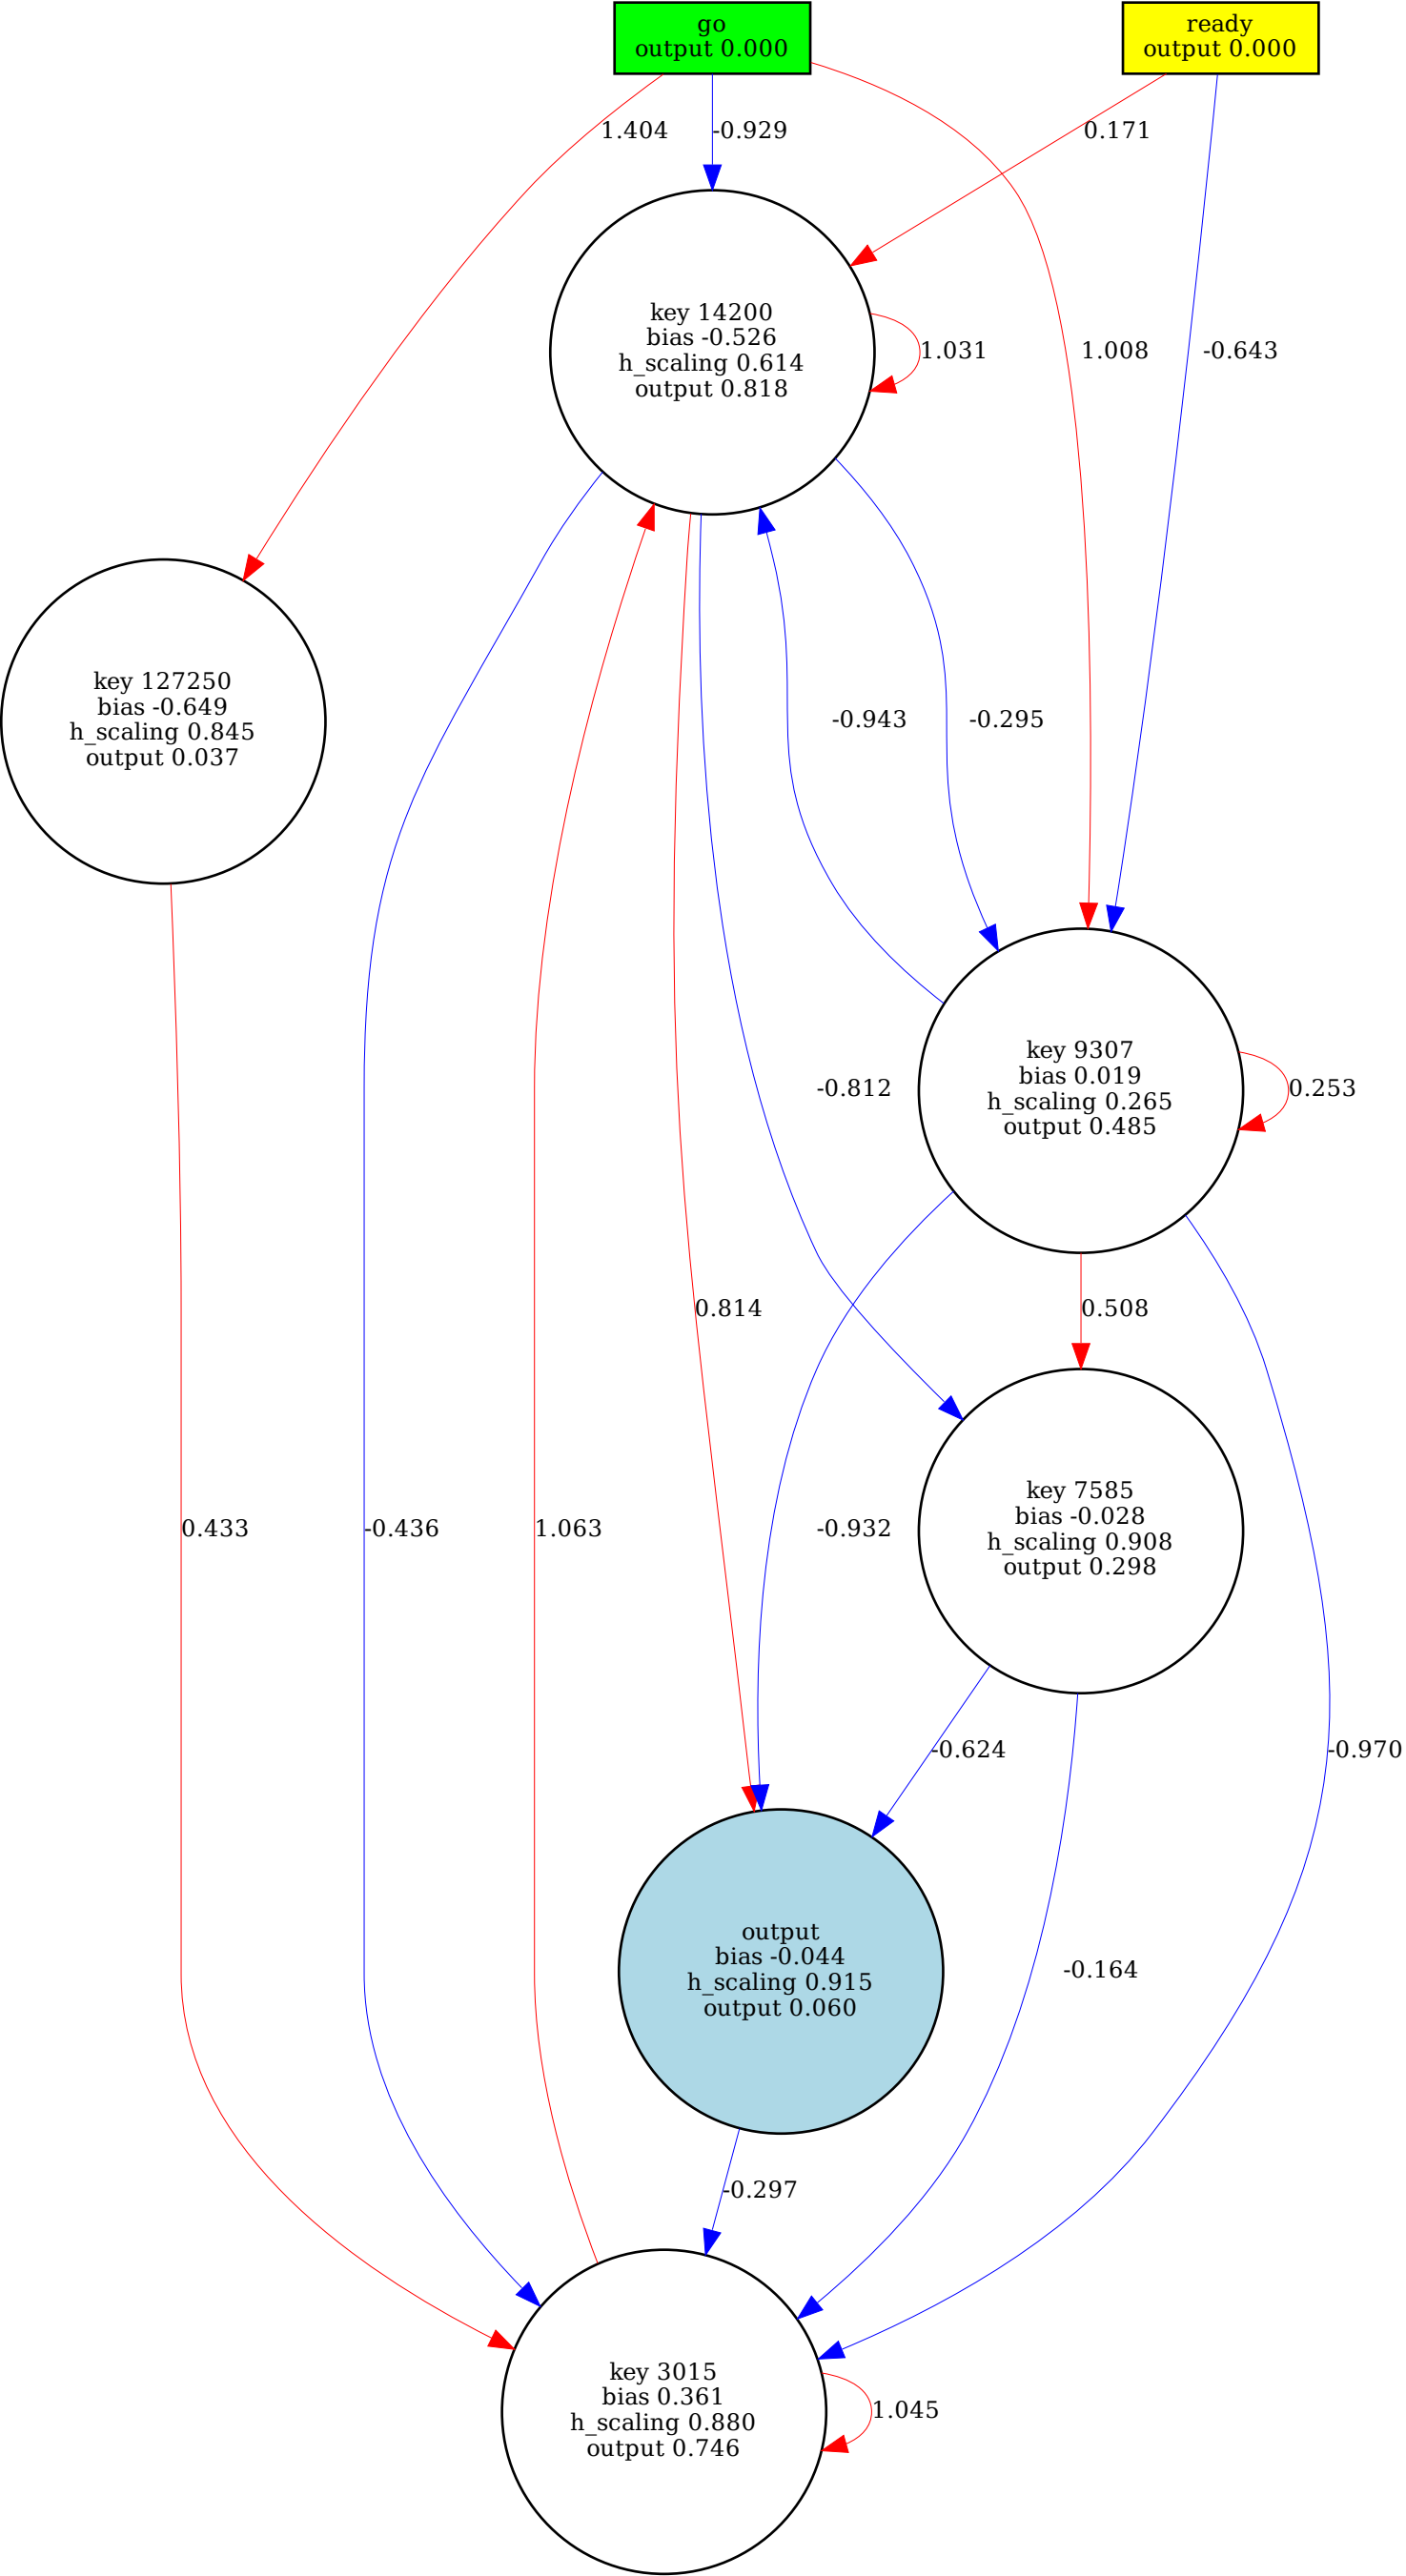 go
output 0.000
ready
output 0.000
1.404
-0.929
0.171
key 14200
bias -0.526
h_scaling 0.614
output 0.818
1.031
1.008
-0.643
key 127250
bias -0.649
h_scaling 0.845
output 0.037
-0.943
-0.295
key 9307
bias 0.019
h_scaling 0.265
output 0.485
-0.812
0.253
0.814
0.508
key 7585
bias -0.028
h_scaling 0.908
output 0.298
0.433
-0.436
1.063
-0.932
-0.624
-0.970
output
bias -0.044
h_scaling 0.915
output 0.060
-0.164
-0.297
key 3015
bias 0.361
h_scaling 0.880
output 0.746
1.045